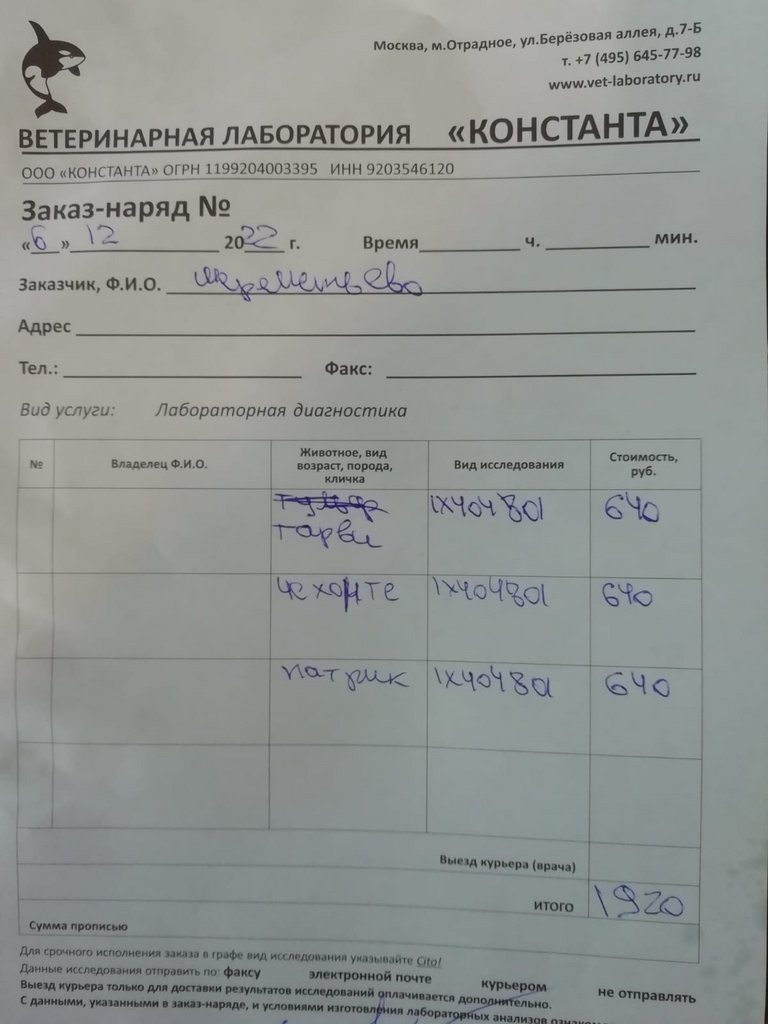 Москва, м.Отрадное, ул.Берёзовая аллея, д.7-Б
т. +7 (495) 645-77-98
www.vet-laboratory.ru
ВЕТЕРИНАРНАЯ ЛАБОРАТОРИЯ «КОНСТАНТА»
ООО «КОНСТАНТА» ОГРН 1199204003395 ИНН 9203546120
Заказ-наряд №
«6» 12 2022 г. Время ч. мин.
Заказчик, Ф.И.О. Шереметьево
Адрес
Тел.: Факс:
Вид услуги: Лабораторная диагностика
№ Владелец Ф.И.О. Животное, вид возраст, порода, кличка Вид исследования Стоимость, руб.
гарви 1X404801 640
чехонте 1X404801 640
патрик 1X404801 640
Выезд курьера (врача)
ИТОГО 1920
Сумма прописью
Для срочного исполнения заказа в графе вид исследования указывайте Cito!
Данные исследования отправить по: факсу электронной почте курьером не отправлять
Выезд курьера только для доставки результатов исследований оплачивается дополнительно.
С данными, указанными в заказ-наряде, и условиями изготовления лабораторных анализов